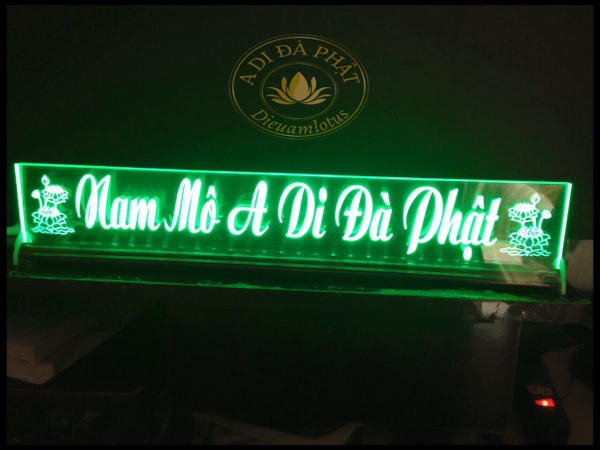 A DI ĐÀ PHẬT
Dieuamlotus
Nam Mô A Di Đà Phật